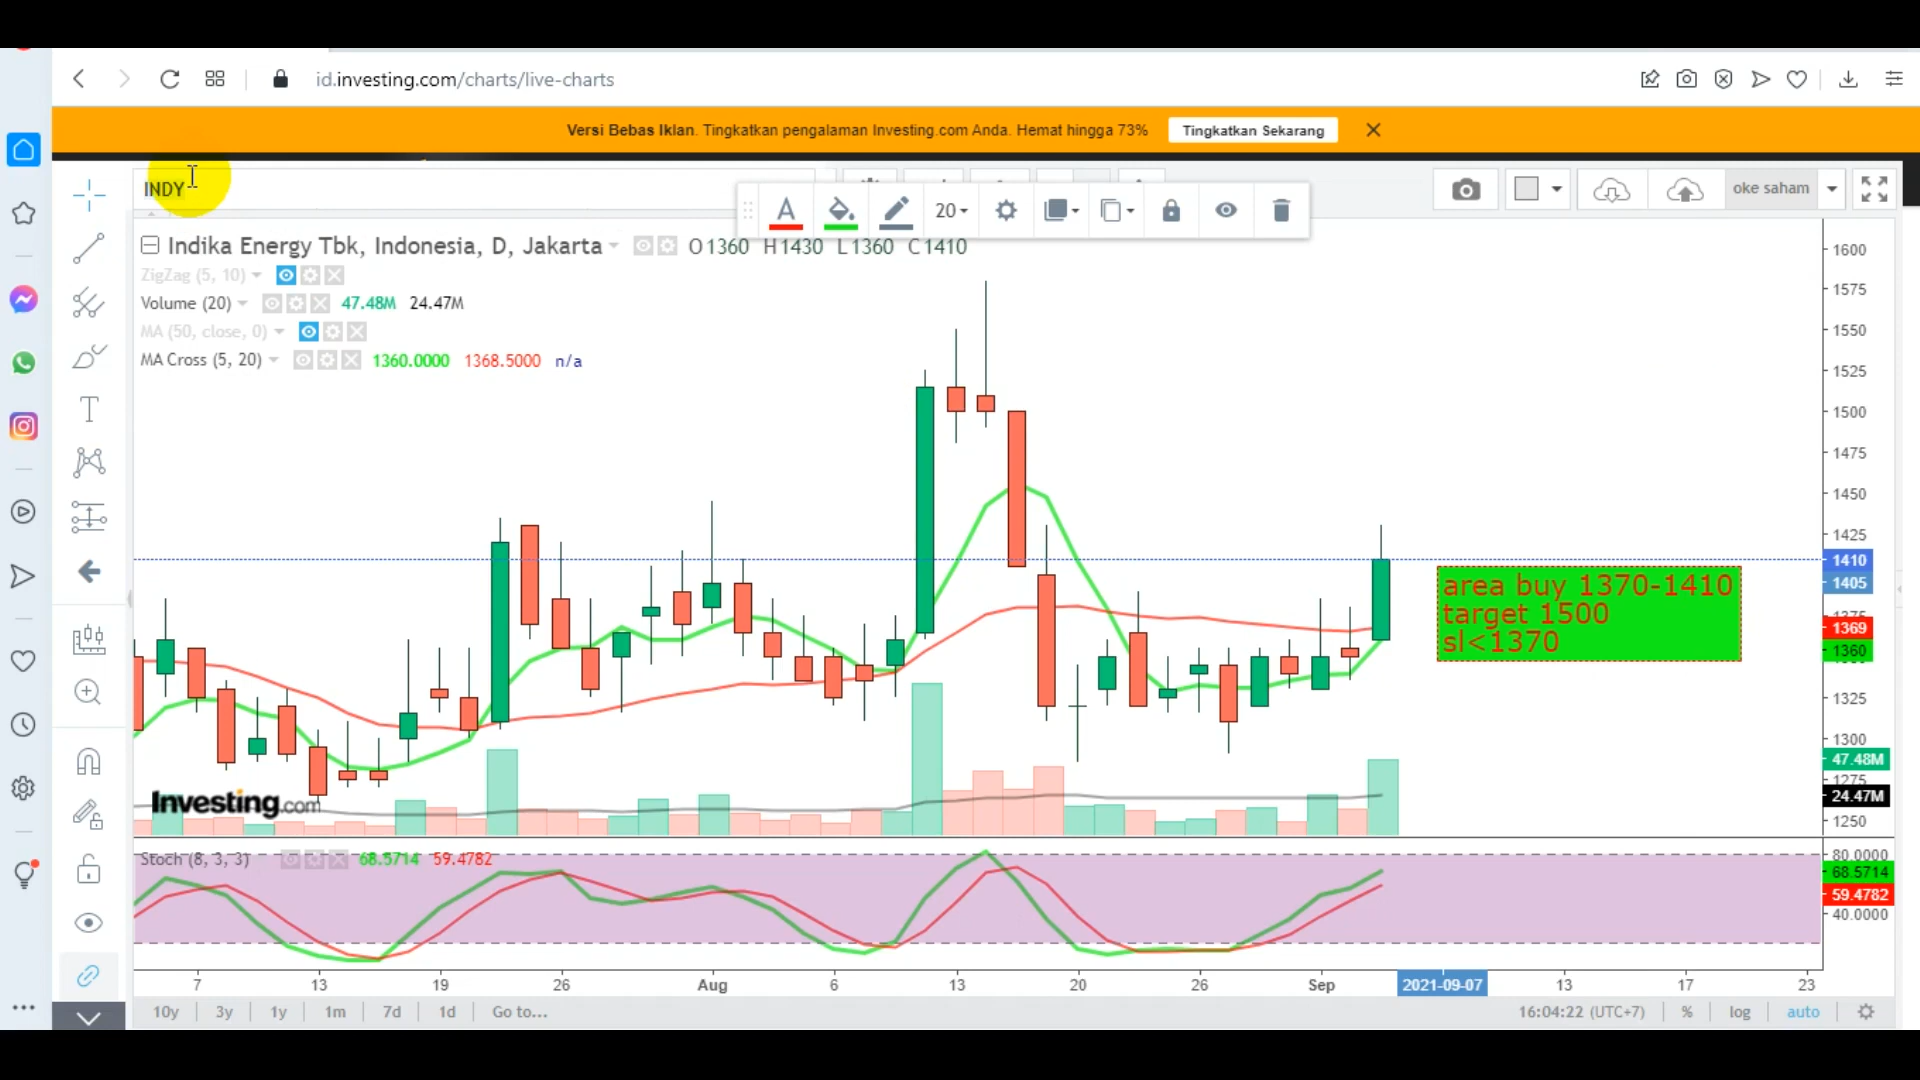 id.investing.com/charts/live-charts
Versi Bebas Iklan. Tingkatkan pengalaman Investing.com Anda. Hemat hingga 73%
Tingkatkan Sekarang
INDY
20
oke saham
Indika Energy Tbk, Indonesia, D, Jakarta
O1360 H1430 L1360 C1410
ZigZag (5, 10)
Volume (20) 47.48M 24.47M
MA (50, close, 0)
MA Cross (5, 20) 1360.0000 1368.5000 n/a
1600
1575
1550
1525
1500
1475
1450
1425
1410
1405
1375
1369
1360
1325
1300
47.48M
1275
24.47M
1250
area buy 1370-1410
target 1500
sl<1370
Investing.com
Stoch (8, 3, 3) 68.5714 59.4782
80.0000
68.5714
59.4782
40.0000
7 13 19 26 Aug 6 13 20 26 Sep 2021-09-07 13 17 23
10y 3y 1y 1m 7d 1d Go to...
16:04:22 (UTC+7) % log auto